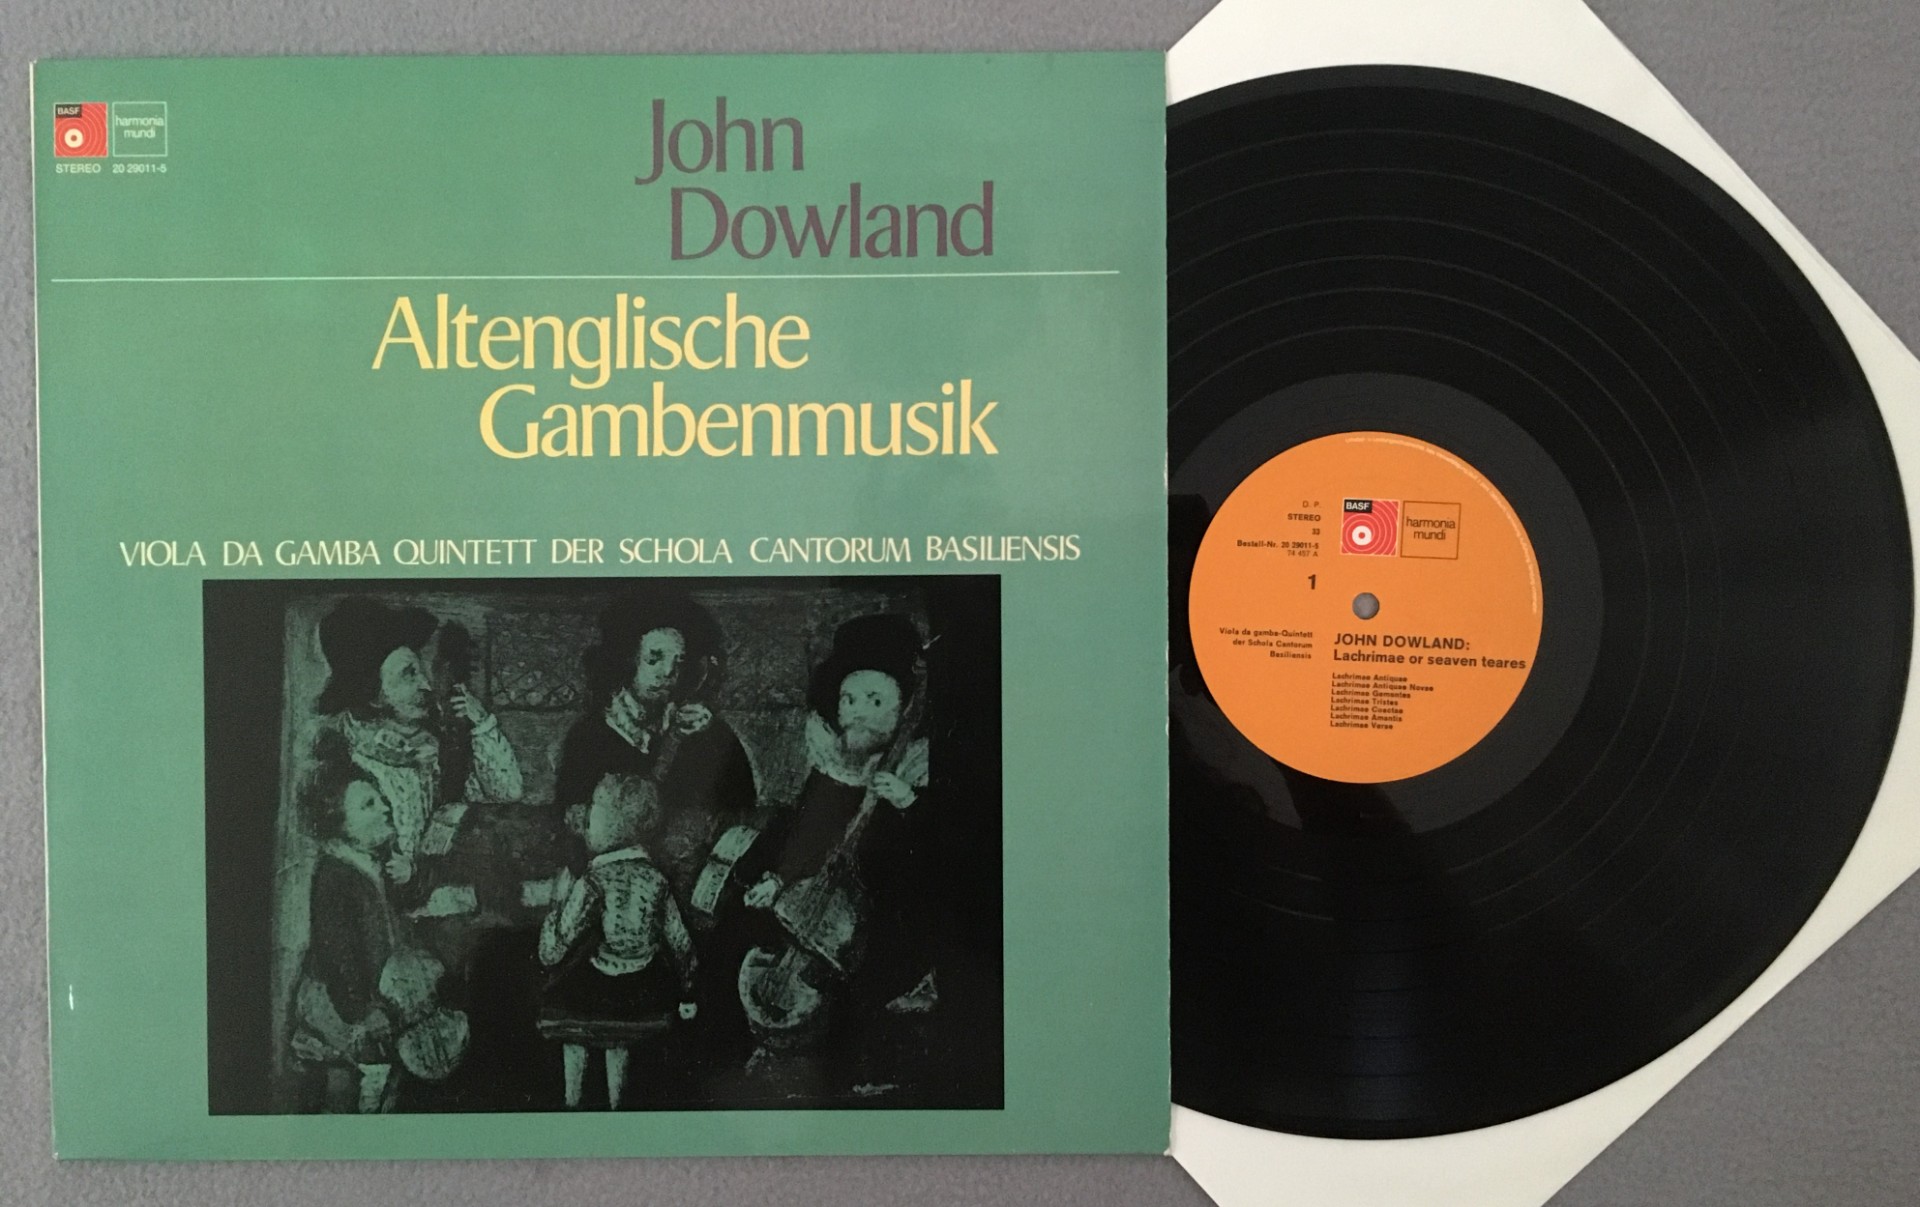 BASF
harmonia
mundi
STEREO 20 29011-5
John
Dowland
Altenglische
Gambenmusik
VIOLA DA GAMBA QUINTETT DER SCHOLA CANTORUM BASILIENSIS
D. P.
STEREO
33
Bestell-Nr. 20 29011-5
74 457 A
1
BASF
harmonia
mundi
Viola da gamba-Quintett
der Schola Cantorum
Basiliensis
JOHN DOWLAND:
Lachrimae or seaven teares
Lachrimae Antiquae
Lachrimae Antiquae Novae
Lachrimae Gementes
Lachrimae Tristes
Lachrimae Coactae
Lachrimae Amantis
Lachrimae Verae